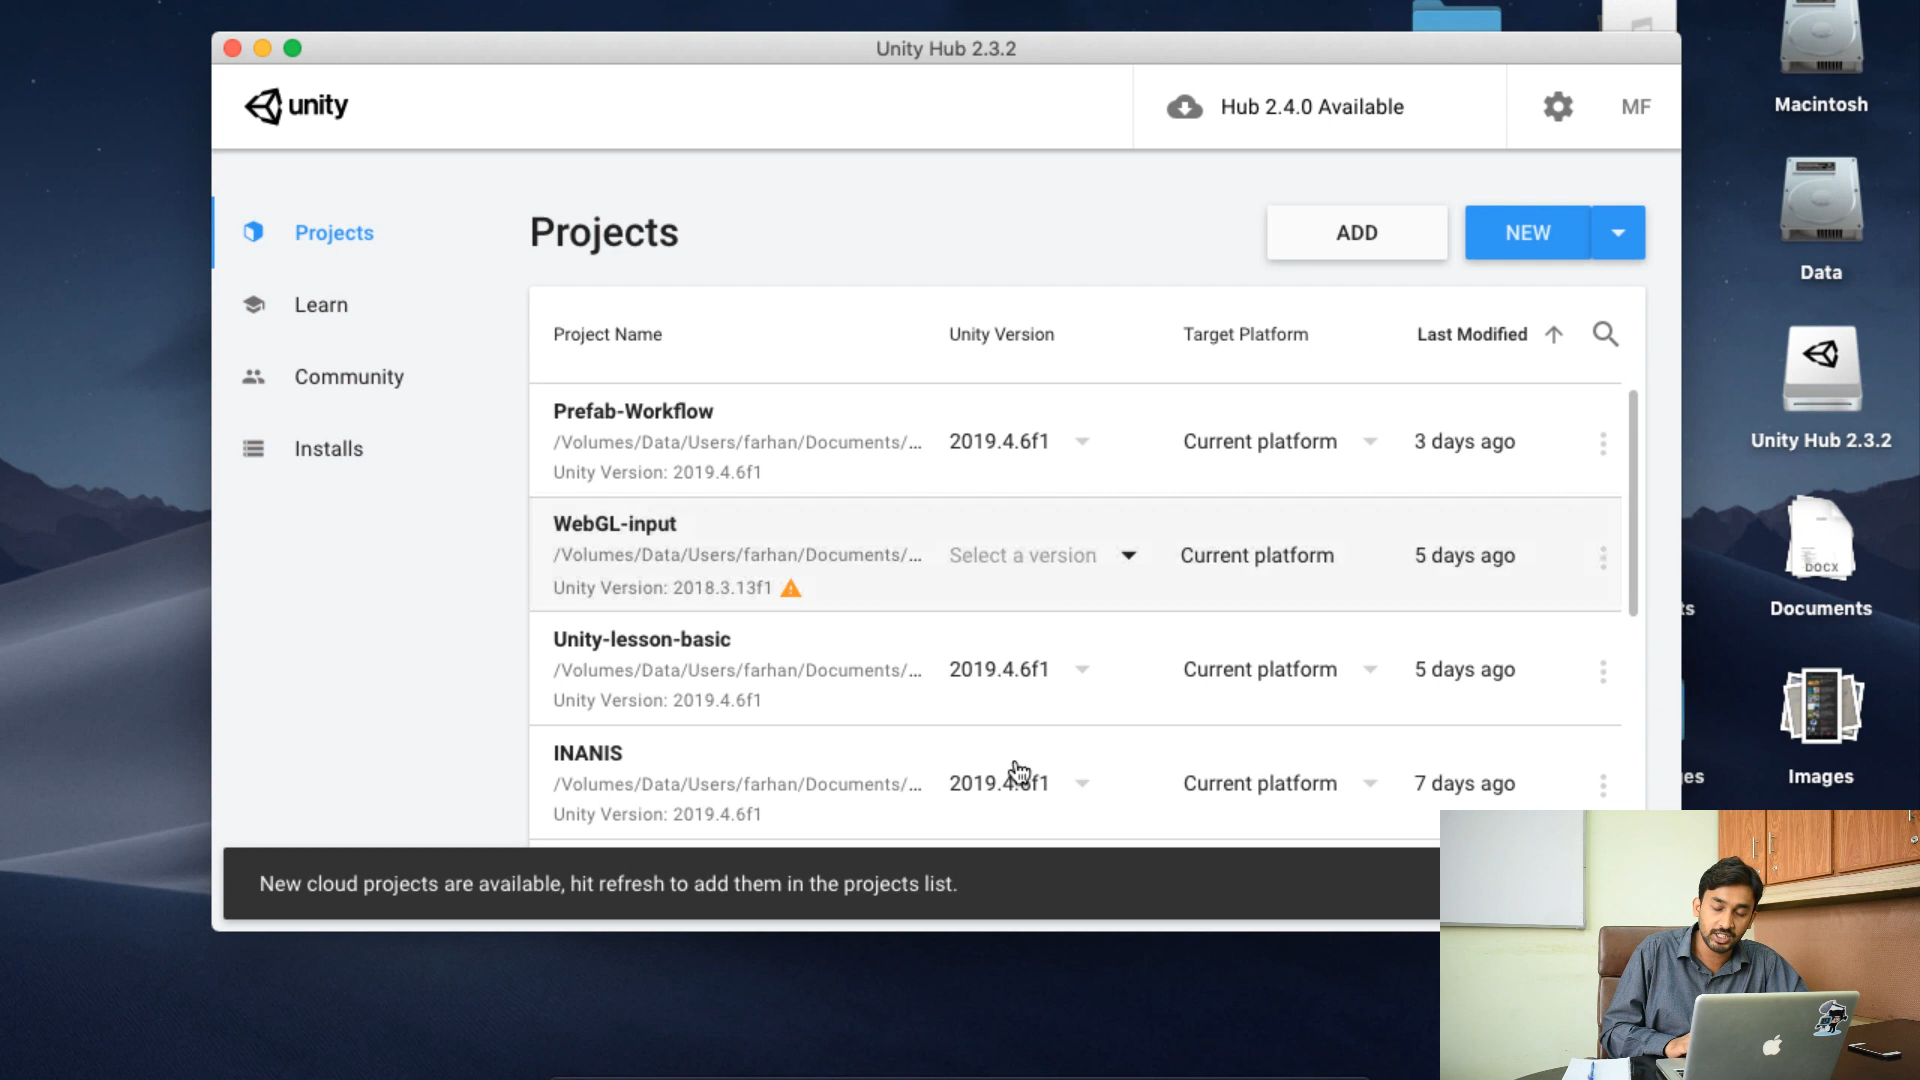 Unity Hub 2.3.2
unity
Hub 2.4.0 Available
MF
Projects
Learn
Community
Installs
Projects
ADD
NEW
Project Name Unity Version Target Platform Last Modified
Prefab-Workflow
/Volumes/Data/Users/farhan/Documents/... 2019.4.6f1 Current platform 3 days ago
Unity Version: 2019.4.6f1
WebGL-input
/Volumes/Data/Users/farhan/Documents/... Select a version Current platform 5 days ago
Unity Version: 2018.3.13f1
Unity-lesson-basic
/Volumes/Data/Users/farhan/Documents/... 2019.4.6f1 Current platform 5 days ago
Unity Version: 2019.4.6f1
INANIS
/Volumes/Data/Users/farhan/Documents/... 2019.4.6f1 Current platform 7 days ago
Unity Version: 2019.4.6f1
New cloud projects are available, hit refresh to add them in the projects list.
Macintosh
Data
Unity Hub 2.3.2
DOCX
Documents
Images